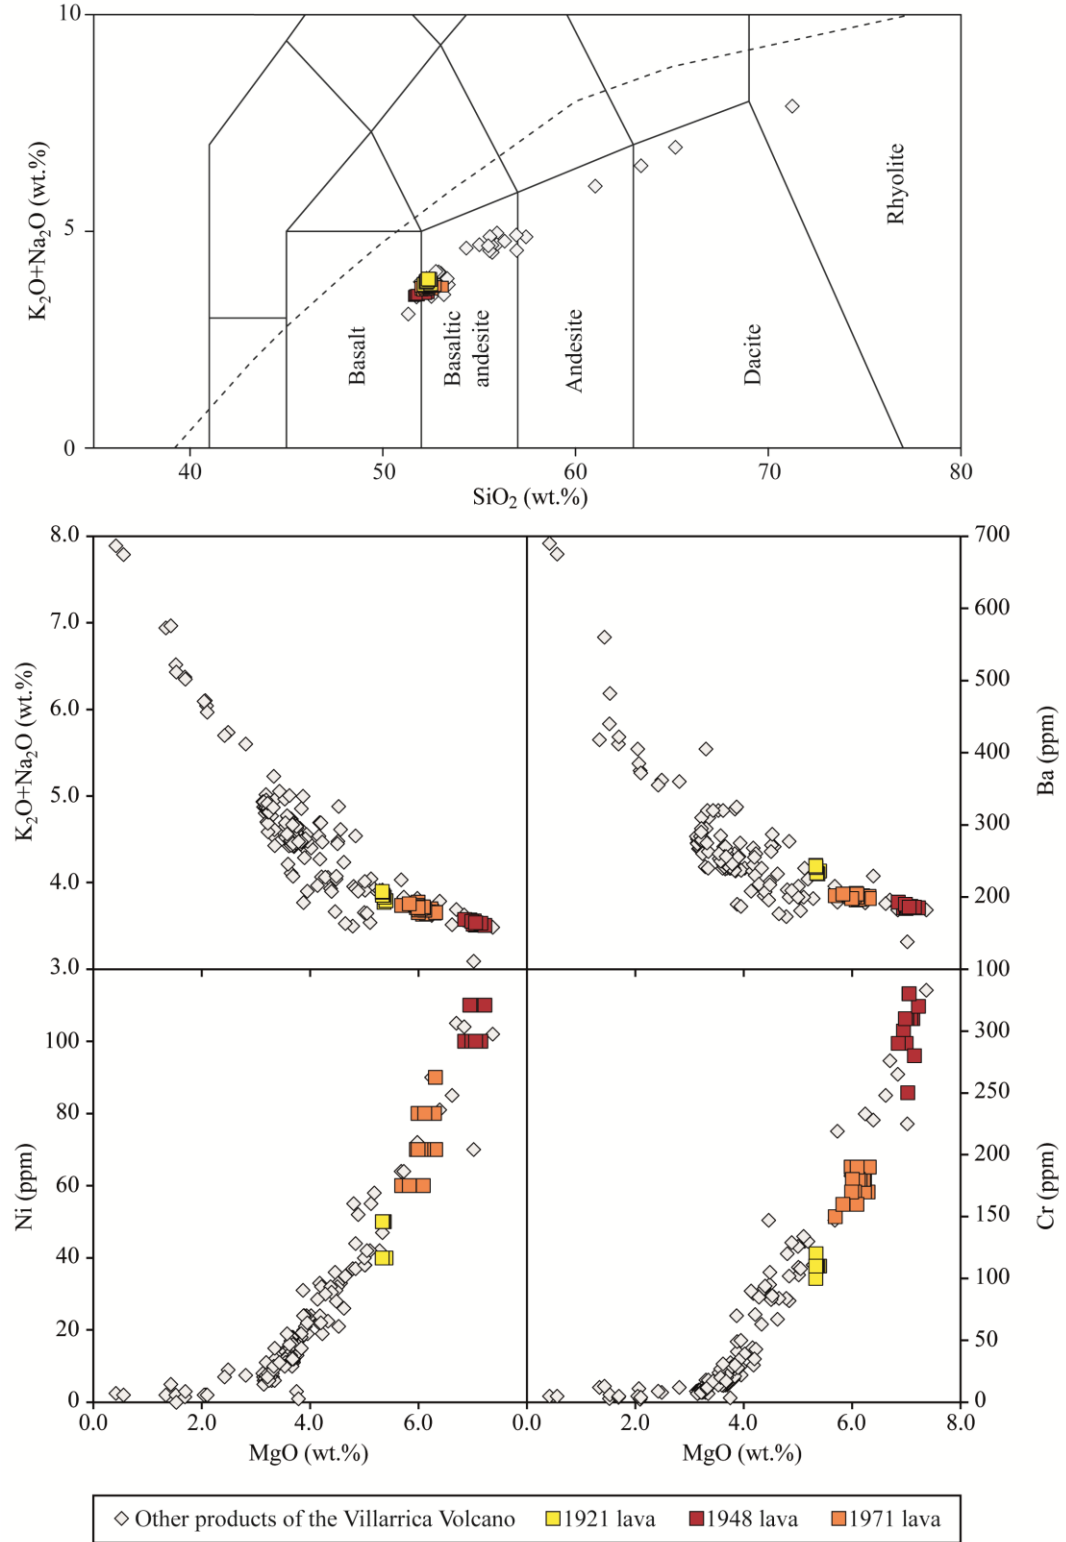 10
5
0
K₂O+Na₂O (wt.%)
Basalt
Basaltic
andesite
Andesite
Dacite
Rhyolite
40
50
60
70
80
SiO₂ (wt.%)
8.0
7.0
6.0
5.0
4.0
3.0
K₂O+Na₂O (wt.%)
700
600
500
400
300
200
100
Ba (ppm)
100
80
60
40
20
0
Ni (ppm)
300
250
200
150
100
50
0
Cr (ppm)
0.0
2.0
4.0
6.0
0.0
2.0
4.0
6.0
8.0
MgO (wt.%)
MgO (wt.%)
Other products of the Villarrica Volcano
1921 lava
1948 lava
1971 lava